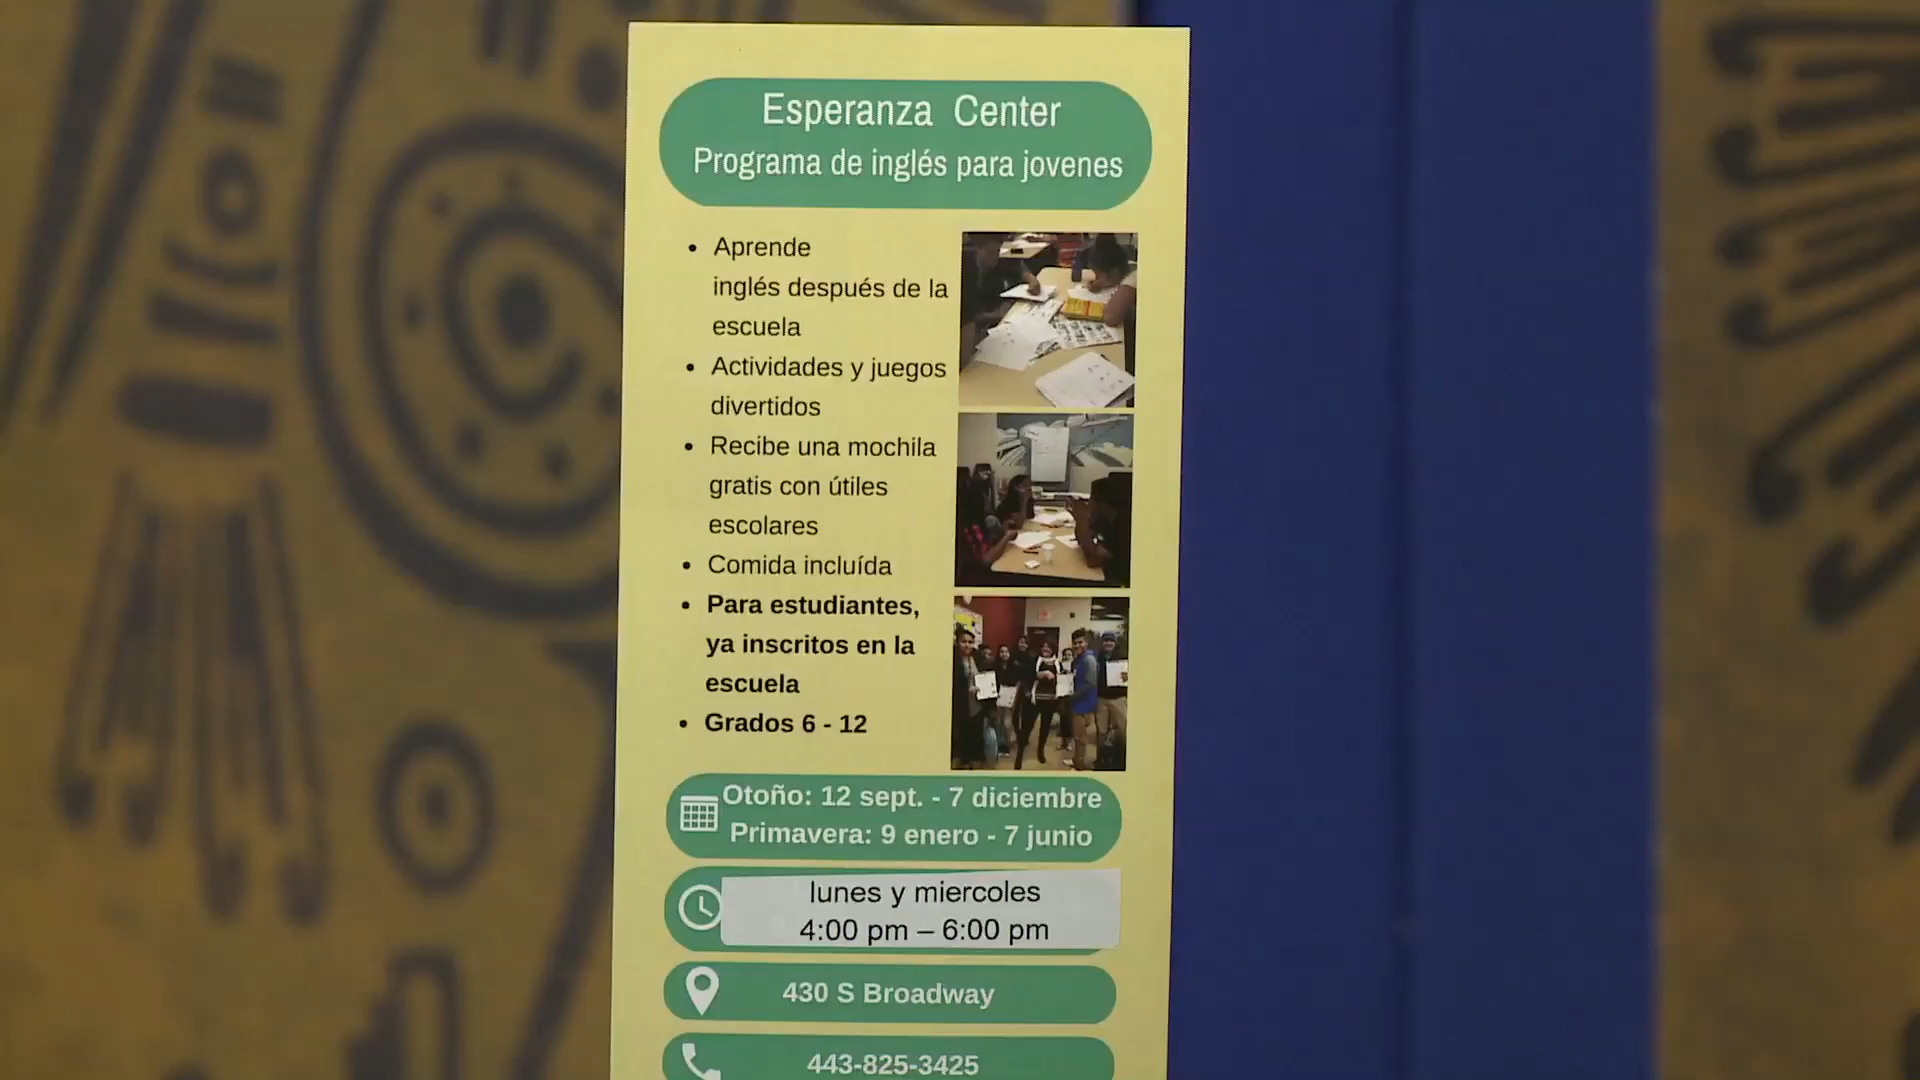 Esperanza Center
Programa de inglés para jovenes
• Aprende
inglés después de la
escuela
• Actividades y juegos
divertidos
• Recibe una mochila
gratis con útiles
escolares
• Comida incluída
• Para estudiantes,
ya inscritos en la
escuela
• Grados 6 - 12
Otoño: 12 sept. - 7 diciembre
Primavera: 9 enero - 7 junio
lunes y miercoles
4:00 pm – 6:00 pm
430 S Broadway
443-825-3425